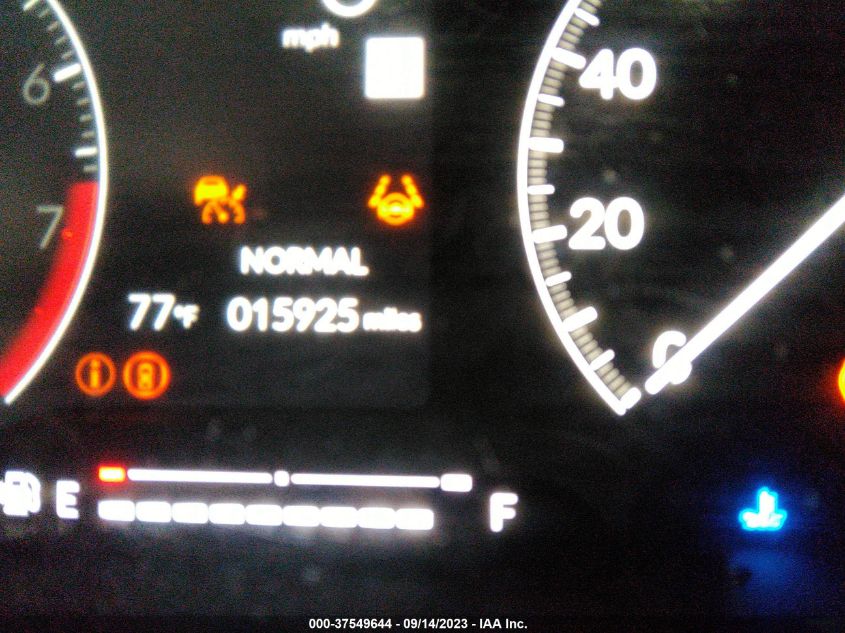 mph
6
7
40
20
0
NORMAL
77°F 015925 miles
E
F
000-37549644 - 09/14/2023 - IAA Inc.